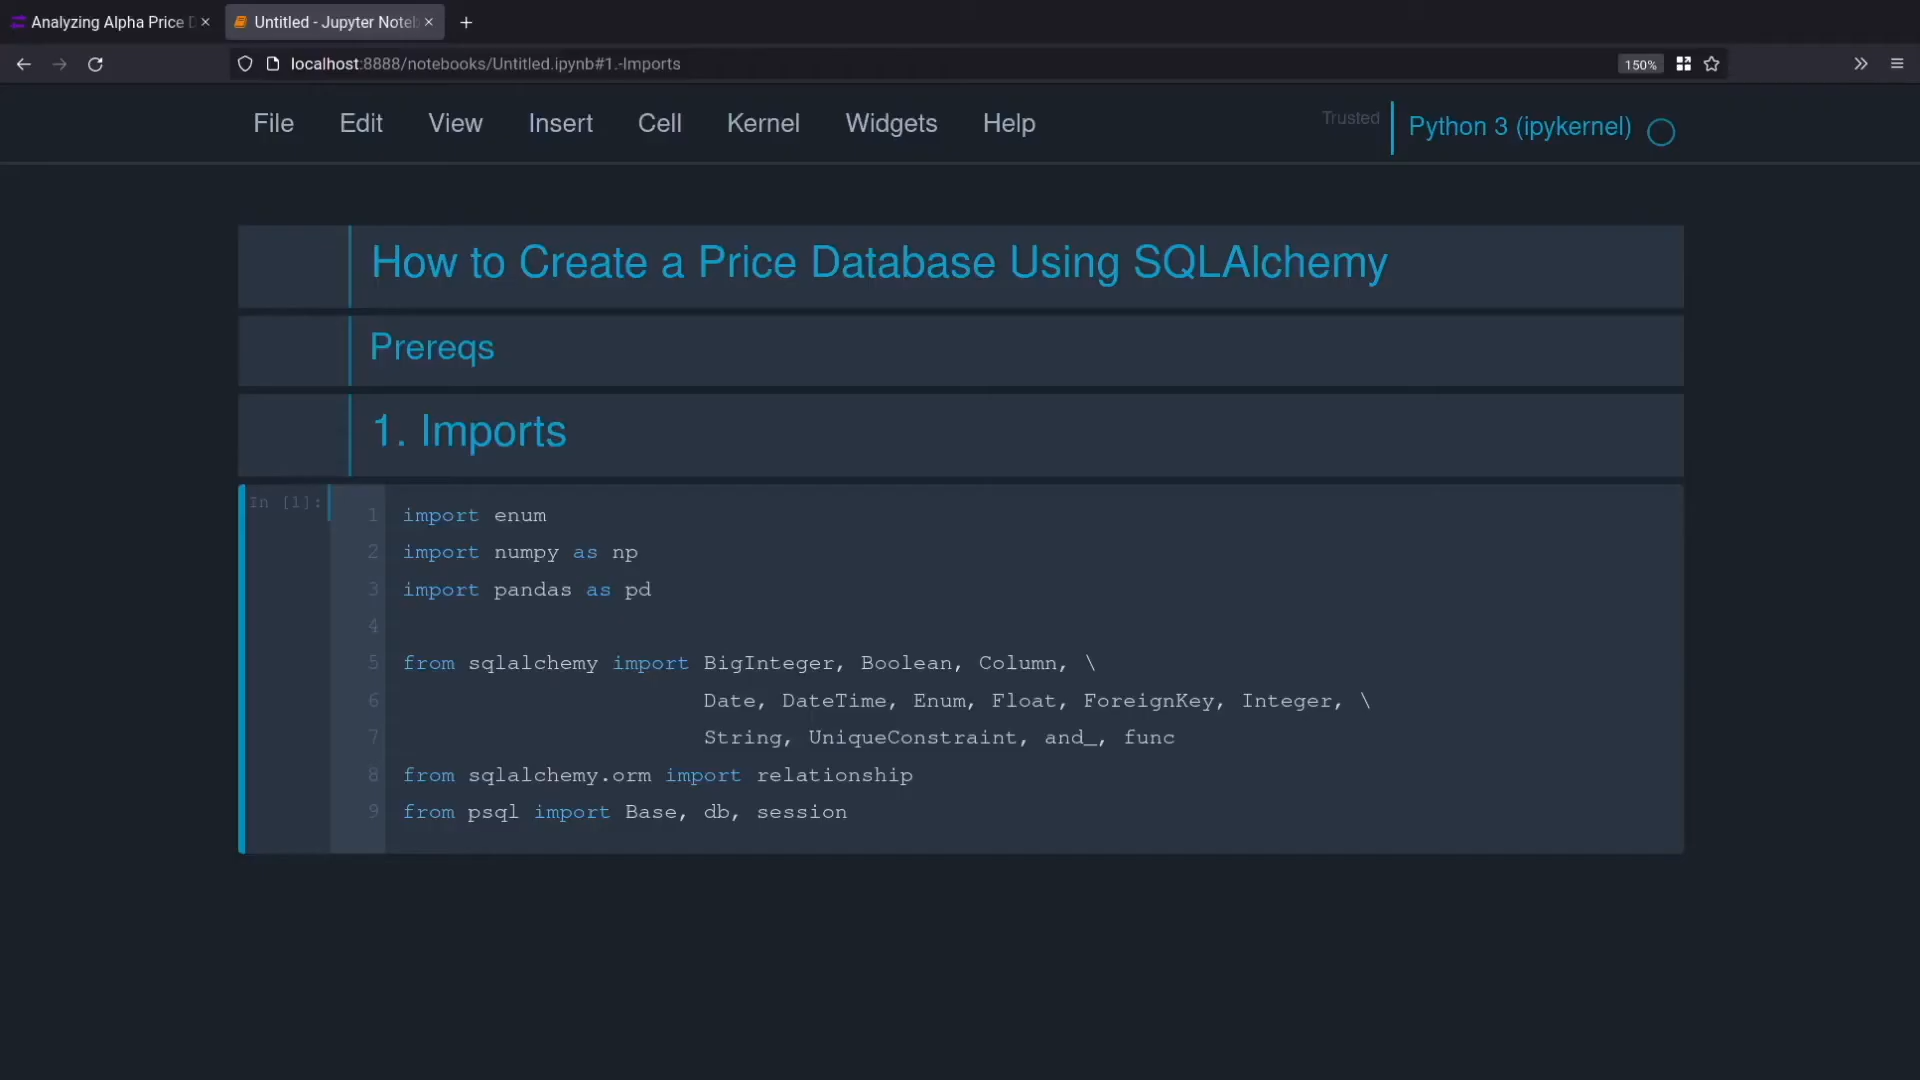 Analyzing Alpha Price
Untitled - Jupyter Note
localhost:8888/notebooks/Untitled.ipynb#1.-Imports
150%
File Edit View Insert Cell Kernel Widgets Help
Trusted
Python 3 (ipykernel)
How to Create a Price Database Using SQLAlchemy
Prereqs
1. Imports
In [1]:
1 import enum
2 import numpy as np
3 import pandas as pd
4
5 from sqlalchemy import BigInteger, Boolean, Column, \
6 Date, DateTime, Enum, Float, ForeignKey, Integer, \
7 String, UniqueConstraint, and_, func
8 from sqlalchemy.orm import relationship
9 from psql import Base, db, session